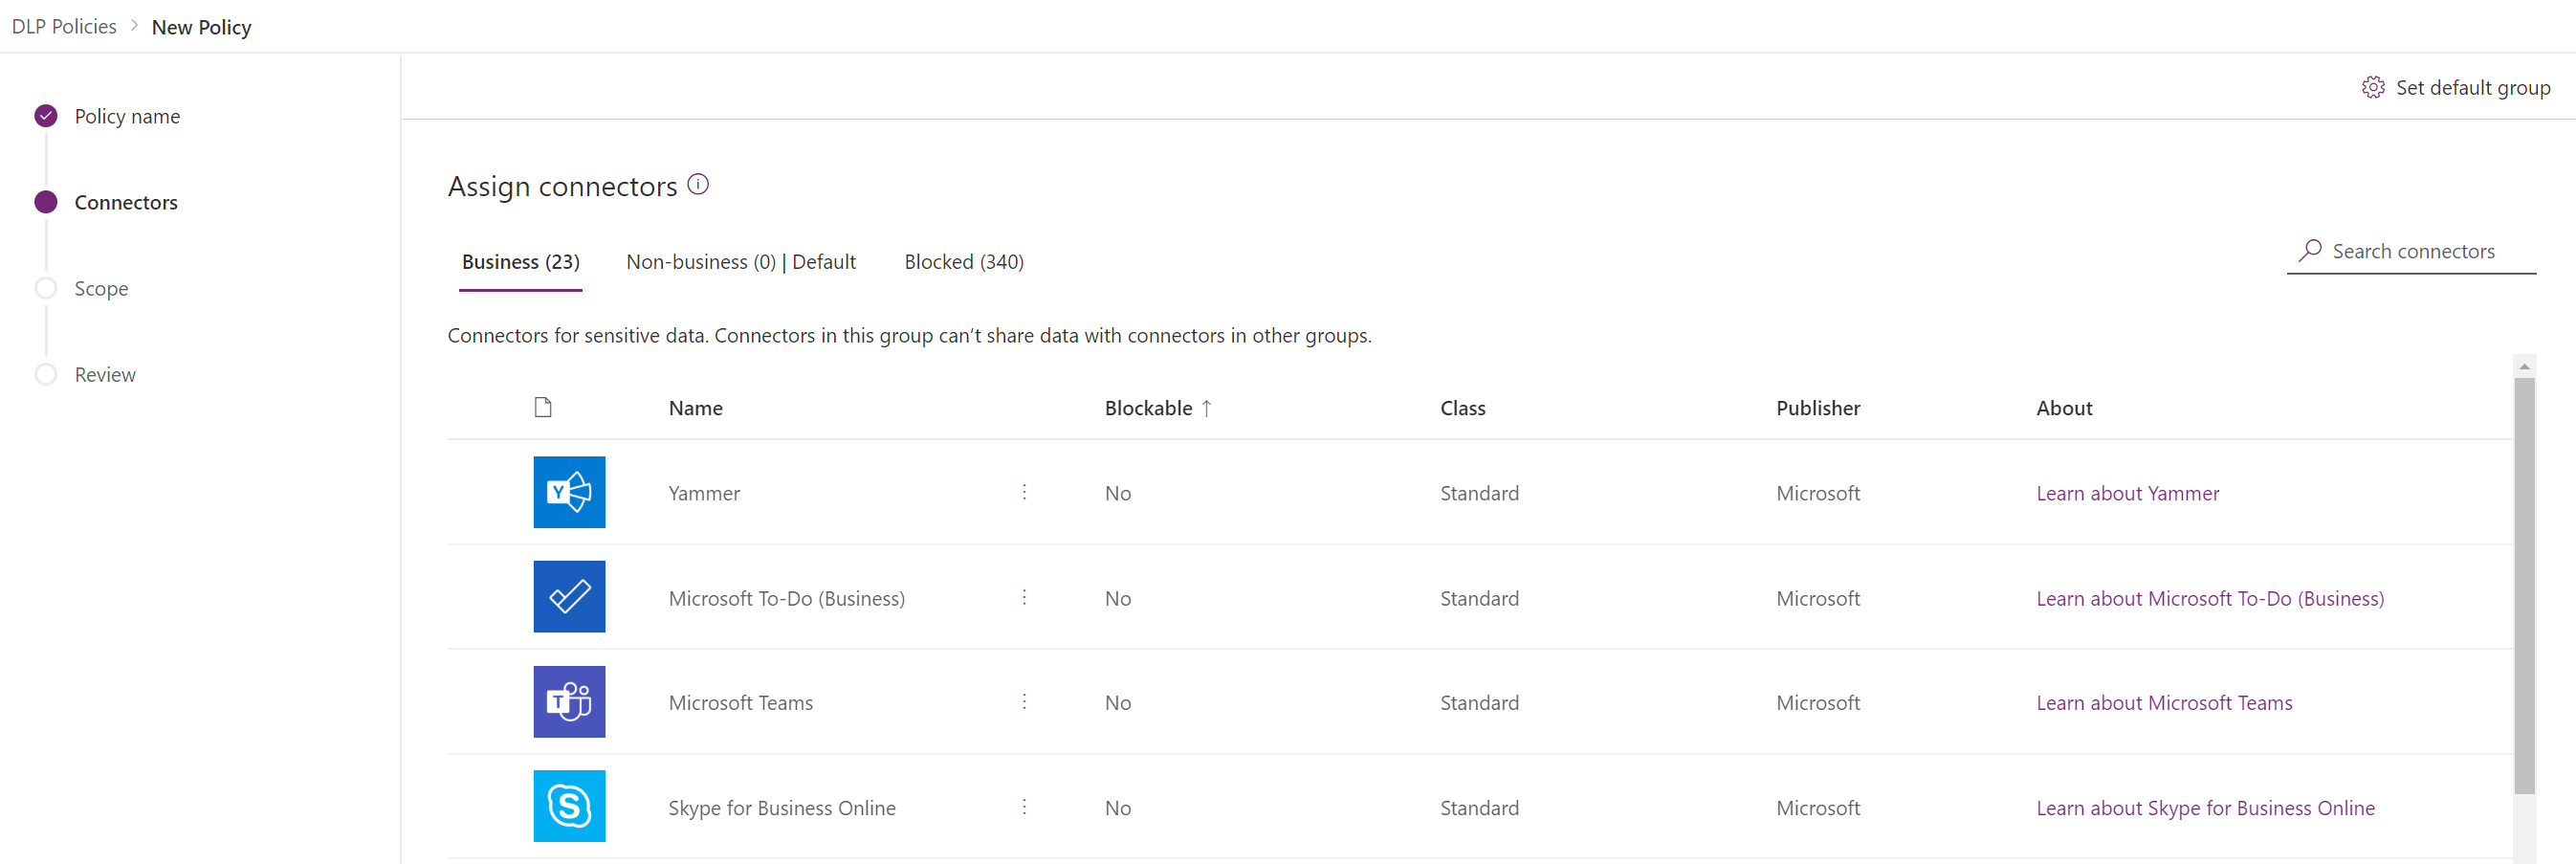 DLP Policies > New Policy
Set default group
Policy name
Connectors
Scope
Review
Assign connectors
Business (23) Non-business (0) | Default Blocked (340)
Search connectors
Connectors for sensitive data. Connectors in this group can’t share data with connectors in other groups.
Name Blockable ↑ Class Publisher About
Yammer No Standard Microsoft Learn about Yammer
Microsoft To-Do (Business) No Standard Microsoft Learn about Microsoft To-Do (Business)
Microsoft Teams No Standard Microsoft Learn about Microsoft Teams
Skype for Business Online No Standard Microsoft Learn about Skype for Business Online